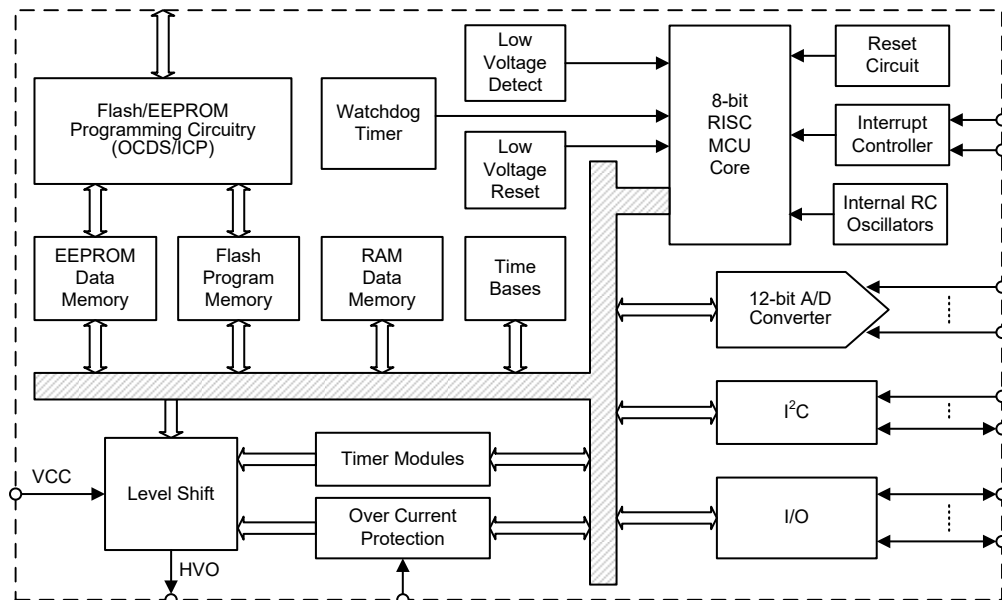 Flash/EEPROM
Programming Circuitry
(OCDS/ICP)
Watchdog
Timer
Low
Voltage
Detect
Low
Voltage
Reset
8-bit
RISC
MCU
Core
Reset
Circuit
Interrupt
Controller
Internal RC
Oscillators
EEPROM
Data
Memory
Flash
Program
Memory
RAM
Data
Memory
Time
Bases
12-bit A/D
Converter
I²C
I/O
VCC
Level Shift
HVO
Timer Modules
Over Current
Protection